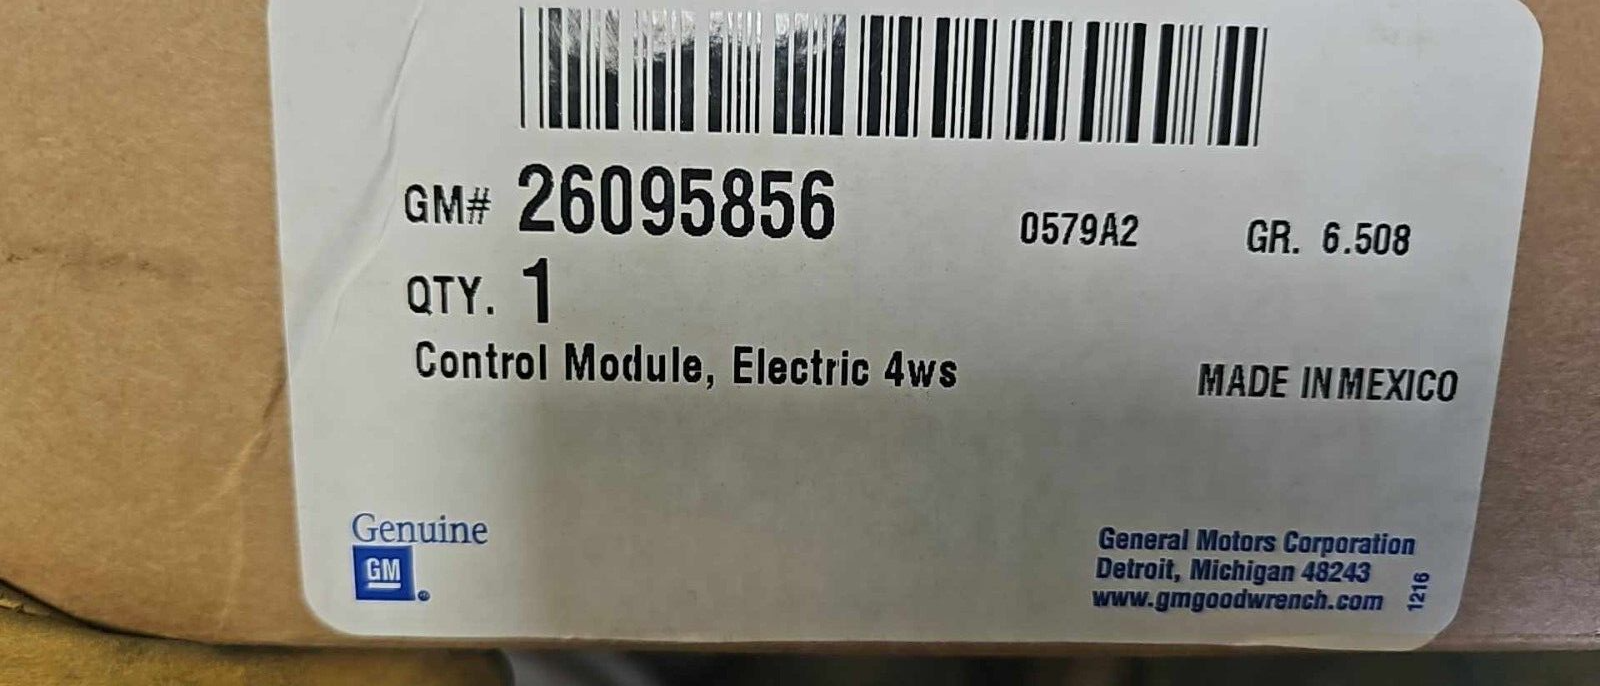 GM# 26095856 0579A2 GR. 6.508
QTY. 1
Control Module, Electric 4ws MADE IN MEXICO
Genuine
GM
General Motors Corporation
Detroit, Michigan 48243
www.gmgoodwrench.com
1216